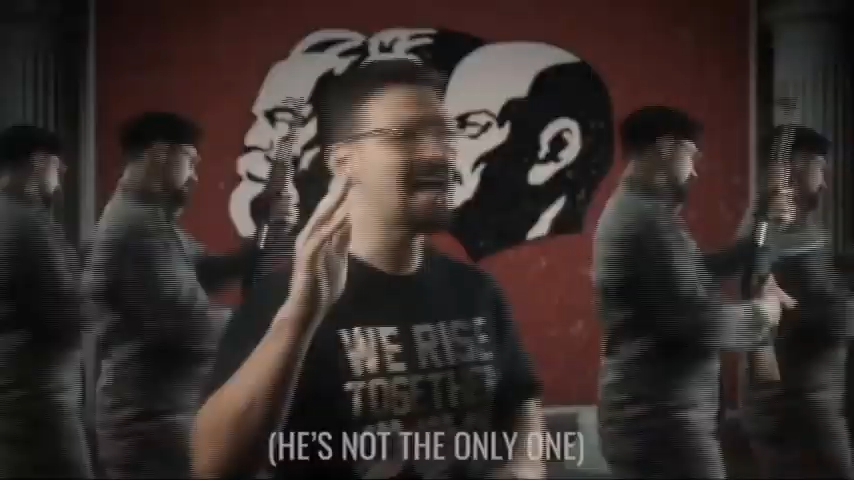 WE RISE
TOGETHER
(HE'S NOT THE ONLY ONE)